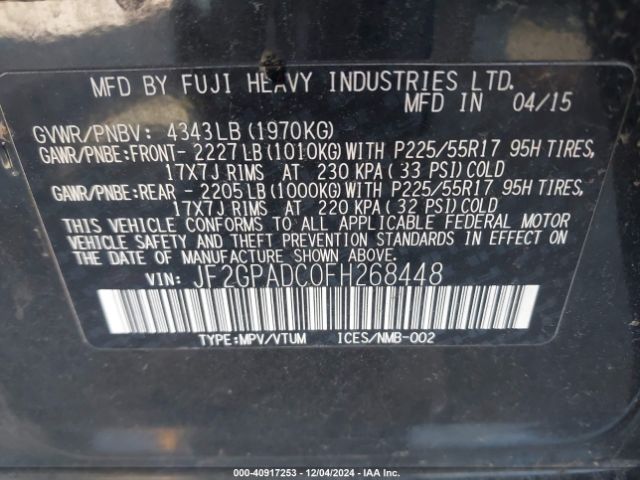 MFD BY FUJI HEAVY INDUSTRIES LTD.
MFD IN 04/15
GVWR/PNBV: 4343LB(1970KG)
GAWR/PNBE:FRONT- 2227LB(1010KG)WITH P225/55R17 95H TIRES,
17X7J RIMS AT 230 KPA(33 PSI)COLD
GAWR/PNBE:REAR - 2205LB(1000KG)WITH P225/55R17 95H TIRES,
17X7J RIMS AT 220 KPA(32 PSI)COLD
THIS VEHICLE CONFORMS TO ALL APPLICABLE FEDERAL MOTOR
VEHICLE SAFETY AND THEFT PREVENTION STANDARDS IN EFFECT ON
THE DATE OF MANUFACTURE SHOWN ABOVE.
VIN: JF2GPADC0FH268448
TYPE:MPV/VTUM ICES/NMB-002
000-40917253 - 12/04/2024 - IAAI.COM